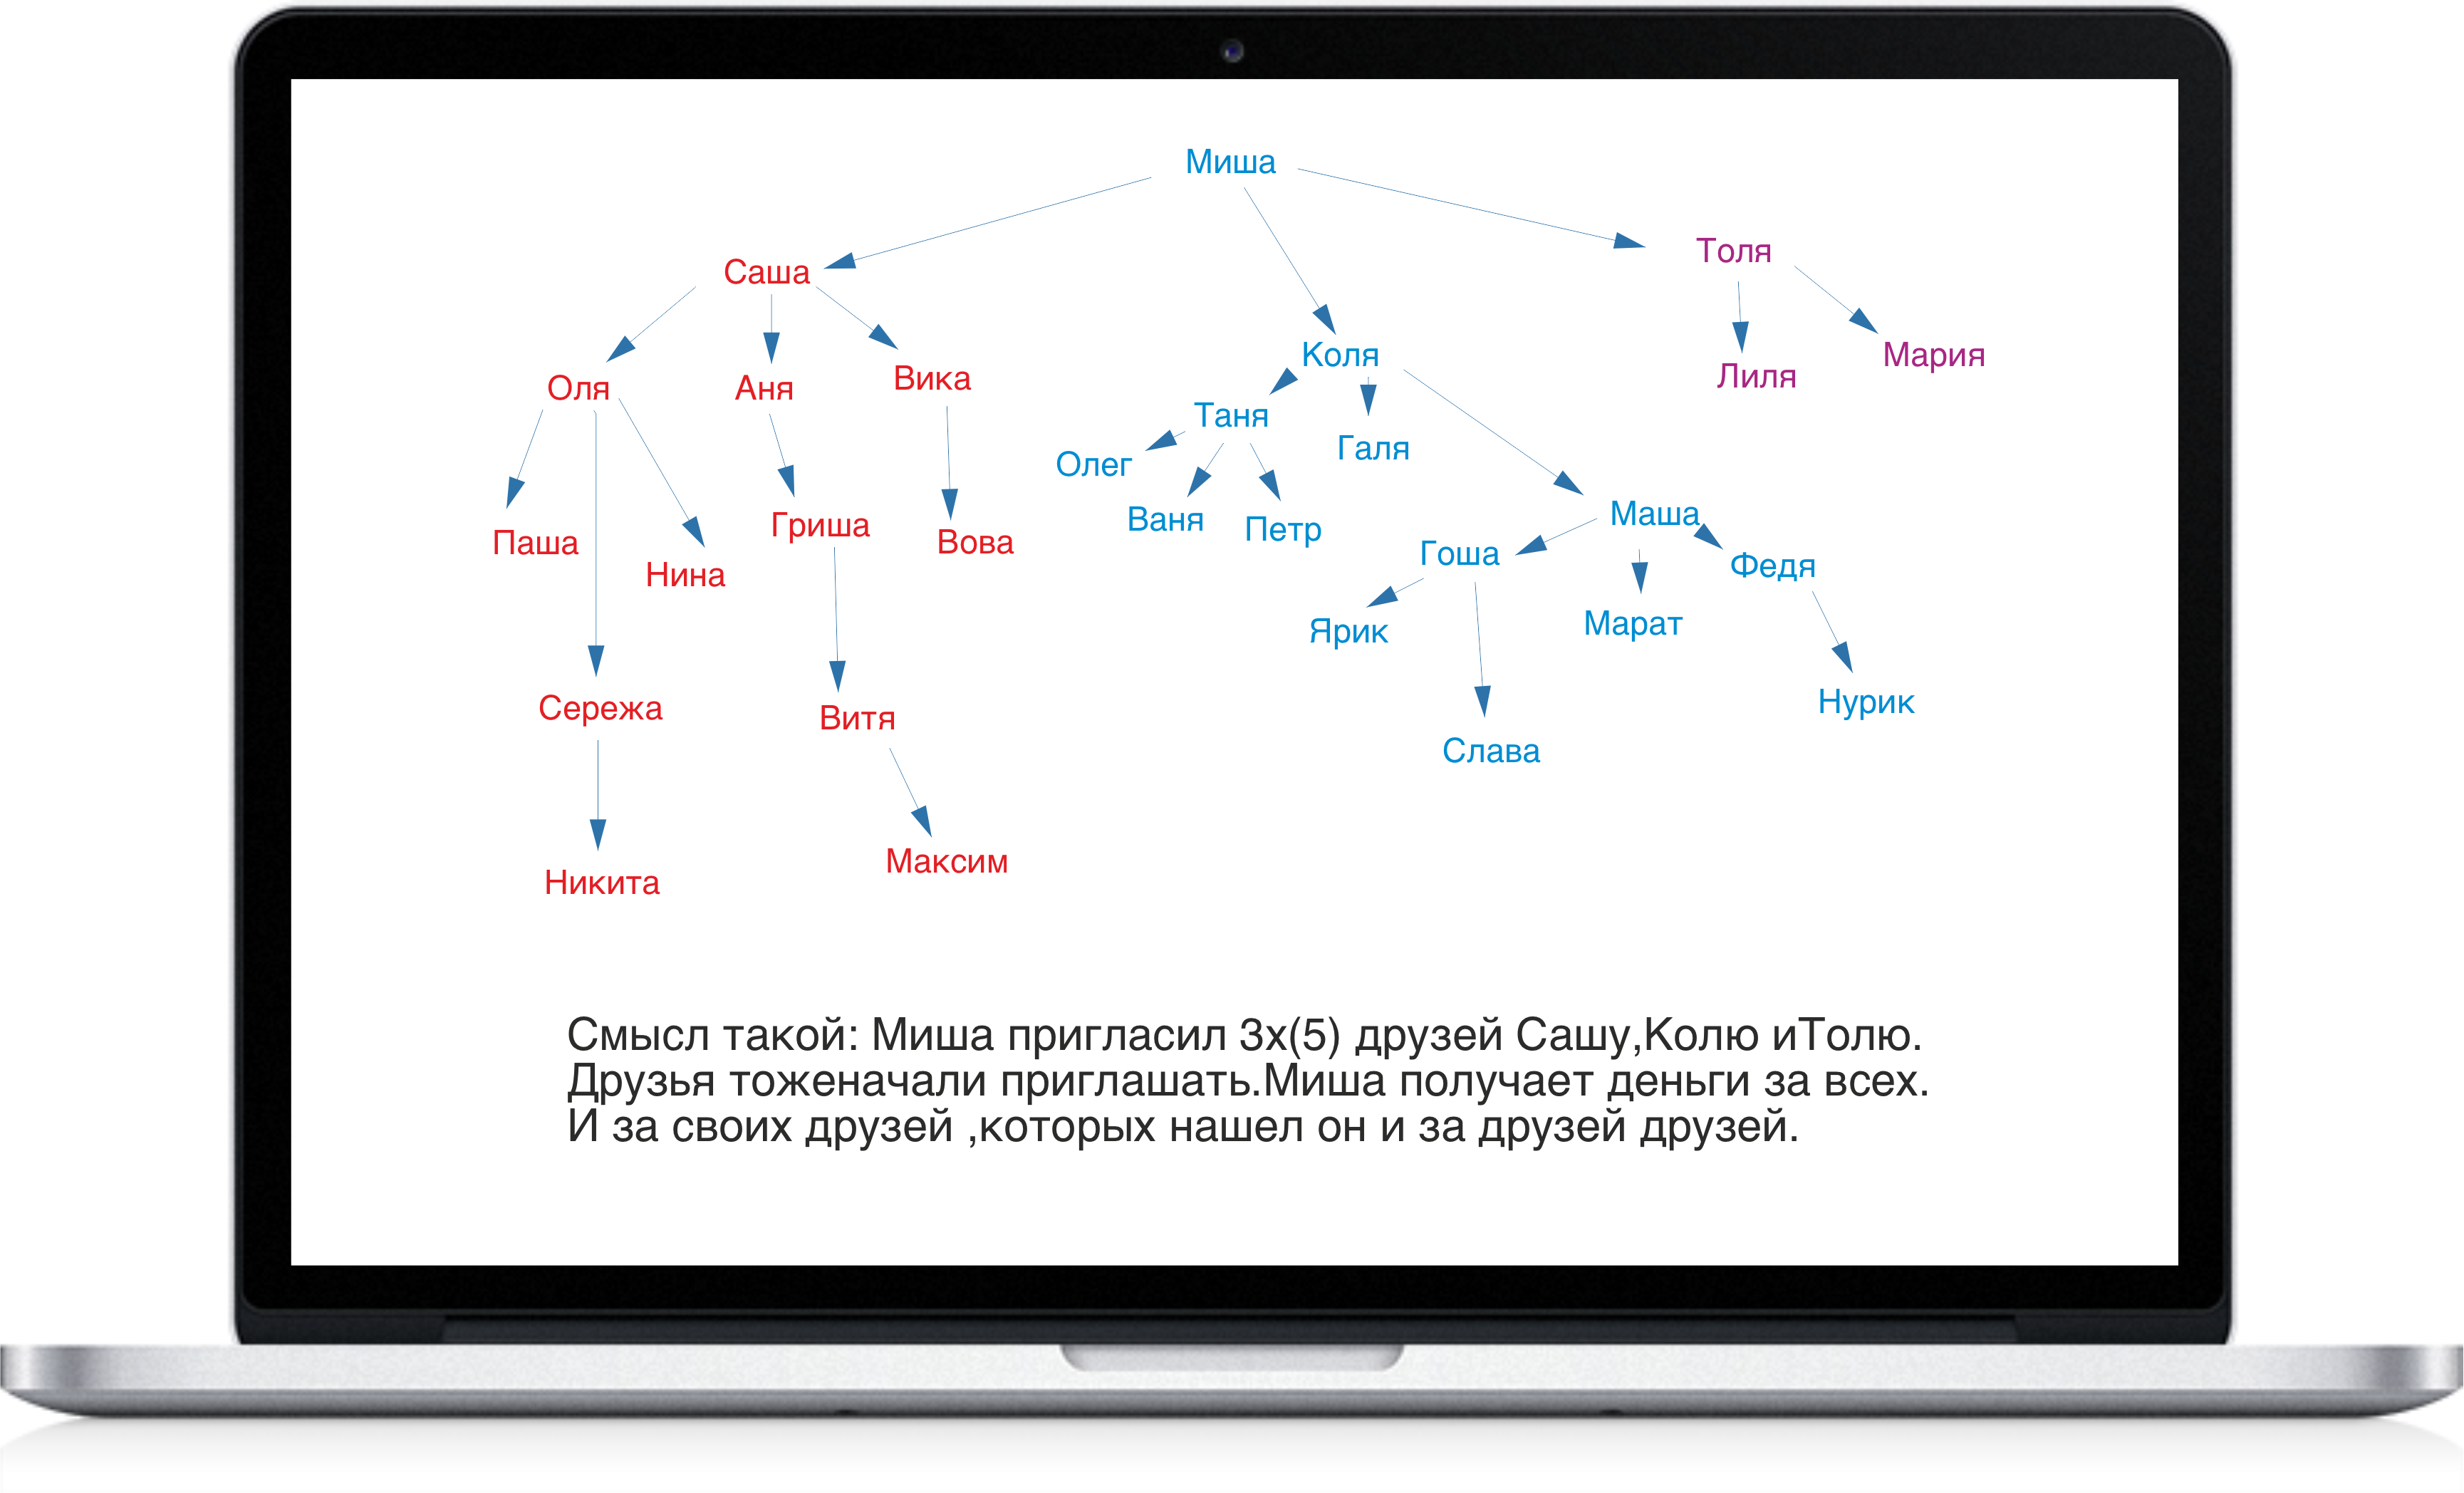 Миша
Толя
Саша
Коля
Мария
Лиля
Вика
Оля
Аня
Таня
Галя
Олег
Ваня
Петр
Маша
Гриша
Вова
Паша
Гоша
Федя
Нина
Марат
Ярик
Нурик
Сережа
Витя
Слава
Максим
Никита
Смысл такой: Миша пригласил 3х(5) друзей Сашу,Колю иТолю.
Друзья тоженачали приглашать.Миша получает деньги за всех.
И за своих друзей ,которых нашел он и за друзей друзей.